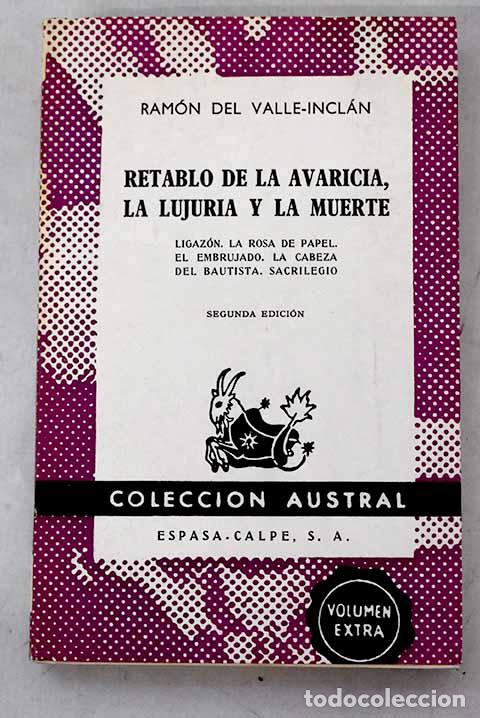 RAMÓN DEL VALLE-INCLÁN
RETABLO DE LA AVARICIA,
LA LUJURIA Y LA MUERTE
LIGAZÓN. LA ROSA DE PAPEL.
EL EMBRUJADO. LA CABEZA
DEL BAUTISTA. SACRILEGIO
SEGUNDA EDICIÓN
COLECCION AUSTRAL
ESPASA-CALPE, S. A.
VOLUMEN
EXTRA
todocoleccion